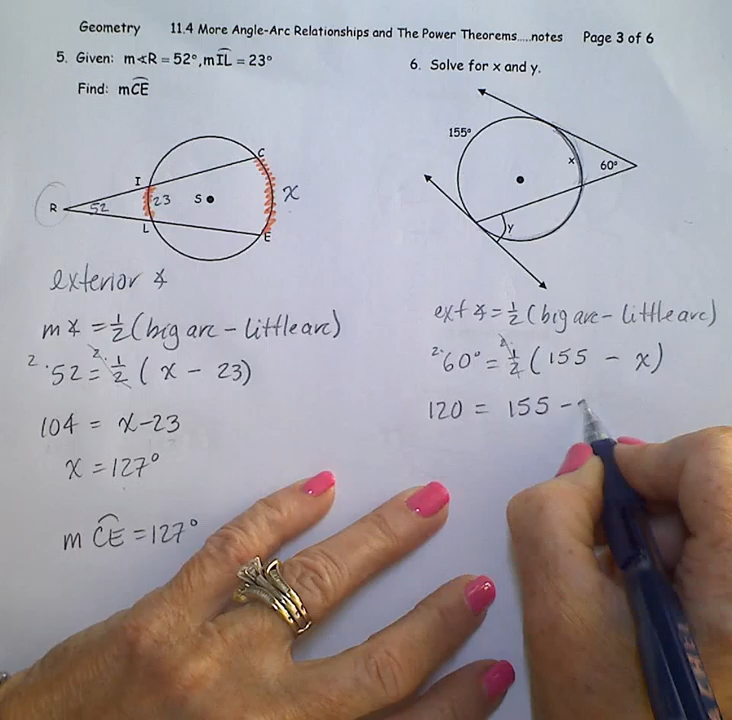 Geometry 11.4 More Angle-Arc Relationships and The Power Theorems.....notes Page 3 of 6
5. Given: m∢R = 52°, mIL⌢ = 23°
Find: mCE⌢
C
I
23
S
x
R
52
L
E
exterior ∡
m∡ = ½(big arc - little arc)
2·52 = 2·½(x - 23)
104 = x-23
x = 127°
m CE⌢ = 127°
6. Solve for x and y.
155°
x
60°
y
ext ∡ = ½(big arc - little arc)
2·60° = 2·½(155 - x)
120 = 155 -